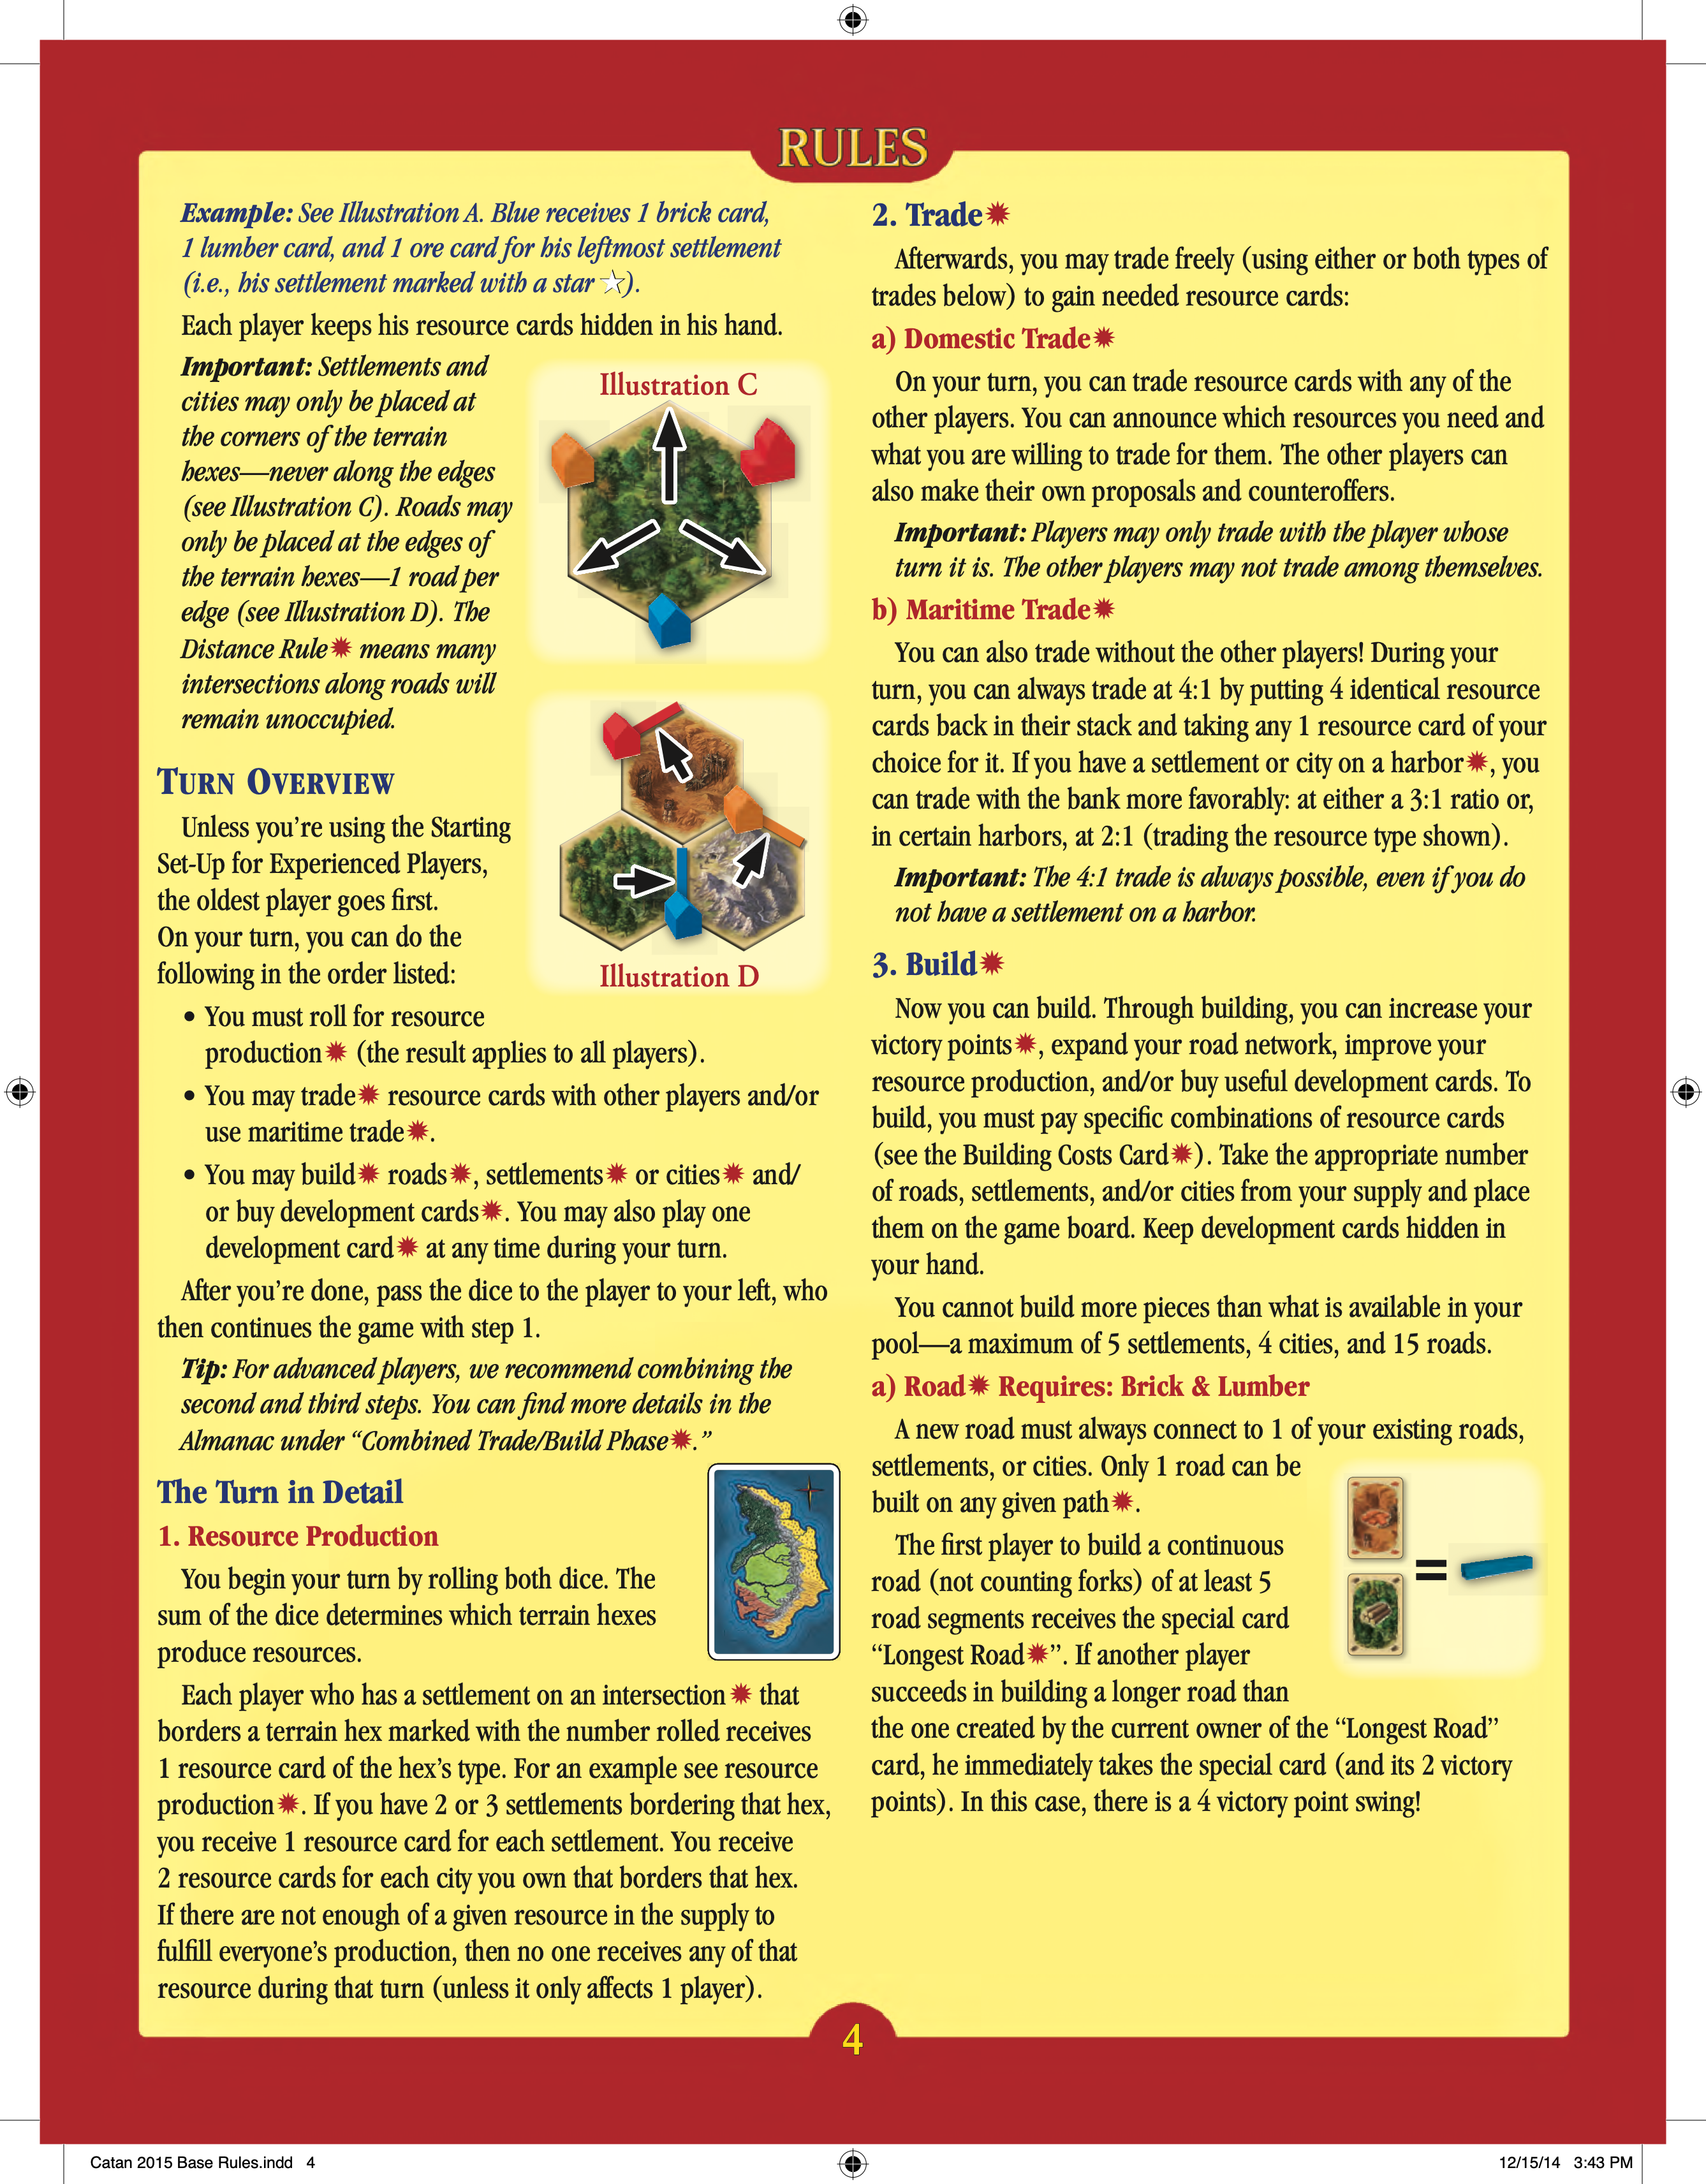 RULES
Example: See Illustration A. Blue receives 1 brick card,
1 lumber card, and 1 ore card for his leftmost settlement
(i.e., his settlement marked with a star ☆).
Each player keeps his resource cards hidden in his hand.
Important: Settlements and
cities may only be placed at
the corners of the terrain
hexes—never along the edges
(see Illustration C). Roads may
only be placed at the edges of
the terrain hexes—1 road per
edge (see Illustration D). The
Distance Rule✹ means many
intersections along roads will
remain unoccupied.
Illustration C
Illustration D
TURN OVERVIEW
Unless you’re using the Starting
Set-Up for Experienced Players,
the oldest player goes first.
On your turn, you can do the
following in the order listed:
• You must roll for resource
production✹ (the result applies to all players).
• You may trade✹ resource cards with other players and/or
use maritime trade✹.
• You may build✹ roads✹, settlements✹ or cities✹ and/
or buy development cards✹. You may also play one
development card✹ at any time during your turn.
After you’re done, pass the dice to the player to your left, who
then continues the game with step 1.
Tip: For advanced players, we recommend combining the
second and third steps. You can find more details in the
Almanac under “Combined Trade/Build Phase✹.”
The Turn in Detail
1. Resource Production
You begin your turn by rolling both dice. The
sum of the dice determines which terrain hexes
produce resources.
Each player who has a settlement on an intersection✹ that
borders a terrain hex marked with the number rolled receives
1 resource card of the hex’s type. For an example see resource
production✹. If you have 2 or 3 settlements bordering that hex,
you receive 1 resource card for each settlement. You receive
2 resource cards for each city you own that borders that hex.
If there are not enough of a given resource in the supply to
fulfill everyone’s production, then no one receives any of that
resource during that turn (unless it only affects 1 player).
2. Trade✹
Afterwards, you may trade freely (using either or both types of
trades below) to gain needed resource cards:
a) Domestic Trade✹
On your turn, you can trade resource cards with any of the
other players. You can announce which resources you need and
what you are willing to trade for them. The other players can
also make their own proposals and counteroffers.
Important: Players may only trade with the player whose
turn it is. The other players may not trade among themselves.
b) Maritime Trade✹
You can also trade without the other players! During your
turn, you can always trade at 4:1 by putting 4 identical resource
cards back in their stack and taking any 1 resource card of your
choice for it. If you have a settlement or city on a harbor✹, you
can trade with the bank more favorably: at either a 3:1 ratio or,
in certain harbors, at 2:1 (trading the resource type shown).
Important: The 4:1 trade is always possible, even if you do
not have a settlement on a harbor.
3. Build✹
Now you can build. Through building, you can increase your
victory points✹, expand your road network, improve your
resource production, and/or buy useful development cards. To
build, you must pay specific combinations of resource cards
(see the Building Costs Card✹). Take the appropriate number
of roads, settlements, and/or cities from your supply and place
them on the game board. Keep development cards hidden in
your hand.
You cannot build more pieces than what is available in your
pool—a maximum of 5 settlements, 4 cities, and 15 roads.
a) Road✹ Requires: Brick & Lumber
A new road must always connect to 1 of your existing roads,
settlements, or cities. Only 1 road can be
built on any given path✹.
The first player to build a continuous
road (not counting forks) of at least 5
road segments receives the special card
“Longest Road✹”. If another player
succeeds in building a longer road than
the one created by the current owner of the “Longest Road”
card, he immediately takes the special card (and its 2 victory
points). In this case, there is a 4 victory point swing!
=
4
Catan 2015 Base Rules.indd 4
12/15/14 3:43 PM